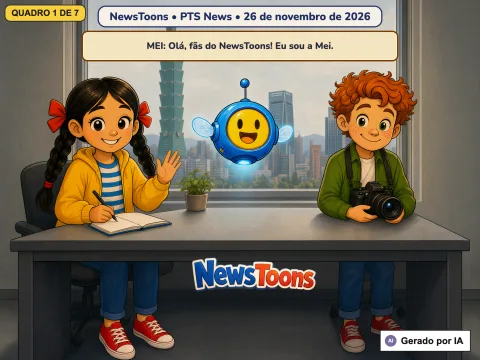 QUADRO 1 DE 7
NewsToons • PTS News • 26 de novembro de 2026
MEI: Olá, fãs do NewsToons! Eu sou a Mei.
NewsToons
AI Gerado por IA